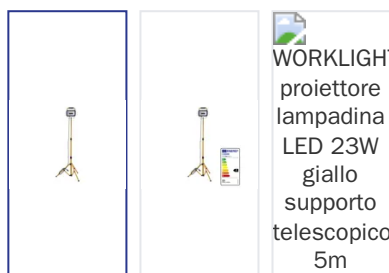 WORKLIGHT
proiettore
lampadina
LED 23W
giallo
supporto
telescopico
5m